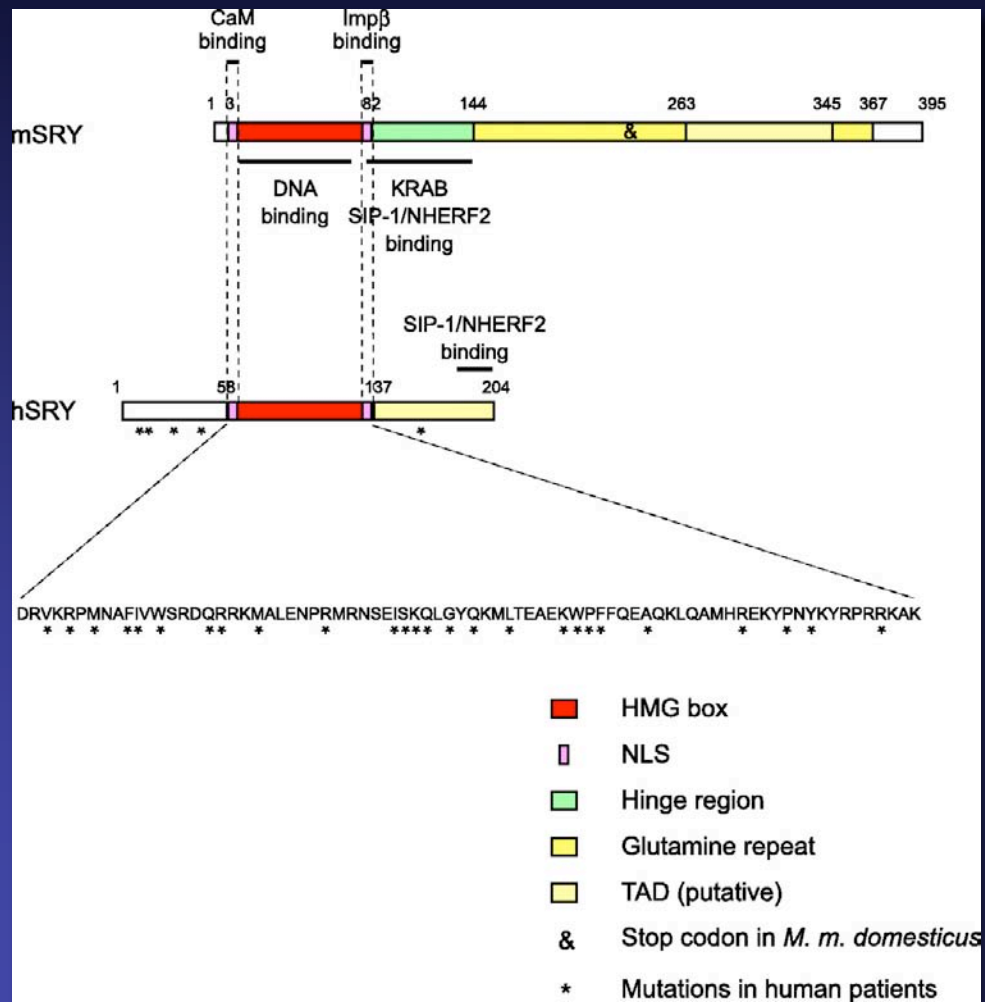 CaM
binding
Impβ
binding
1 3 82 144 263 345 367 395
mSRY
&
DNA
binding
KRAB
SIP-1/NHERF2
binding
SIP-1/NHERF2
binding
1 58 137 204
hSRY
** * * *
DRVKRPMNAFIVWSRDQRRKMALENPRMRNSEISKQLGYQKMLTEAEKWPFFQEAQKLQAMHREKYPNYKYRPRRKAK
* * * ** * ** * * **** * * * **** * * * * *
HMG box
NLS
Hinge region
Glutamine repeat
TAD (putative)
& Stop codon in M. m. domesticus
* Mutations in human patients